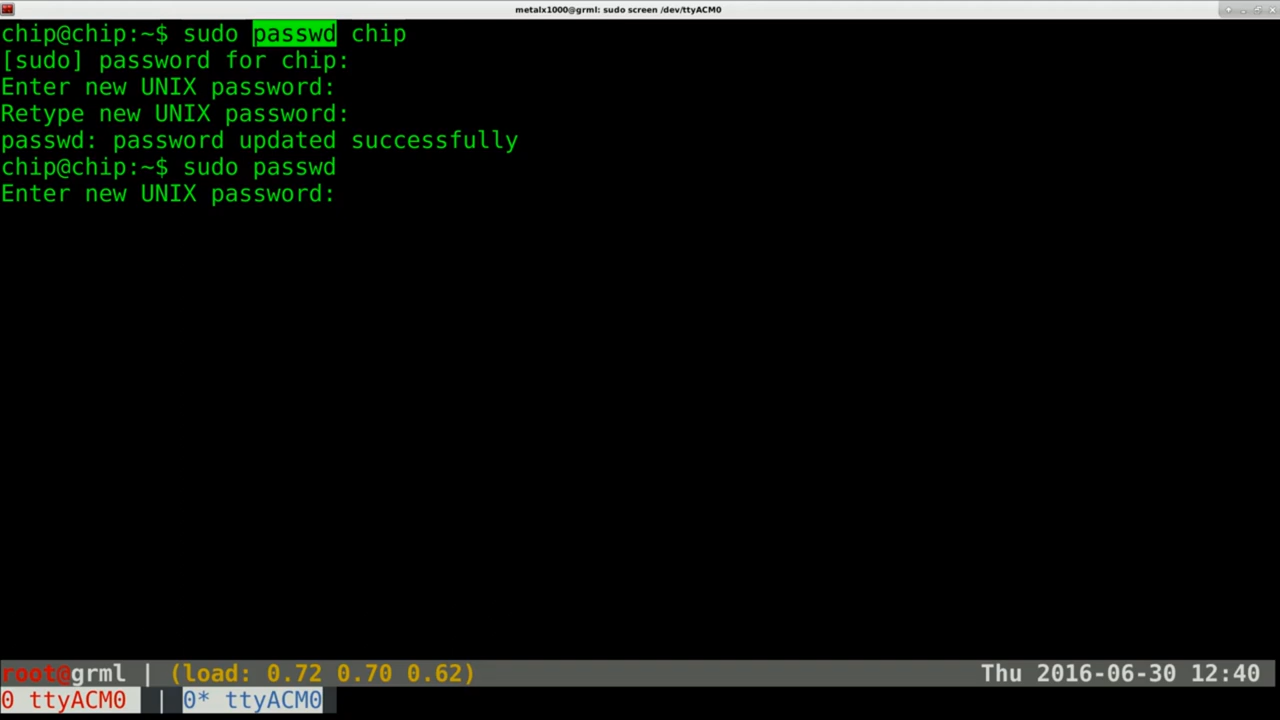 metalx1000@grml: sudo screen /dev/ttyACM0
chip@chip:~$ sudo passwd chip
[sudo] password for chip:
Enter new UNIX password:
Retype new UNIX password:
passwd: password updated successfully
chip@chip:~$ sudo passwd
Enter new UNIX password:
root@grml | (load: 0.72 0.70 0.62) Thu 2016-06-30 12:40
0 ttyACM0 | 0* ttyACM0